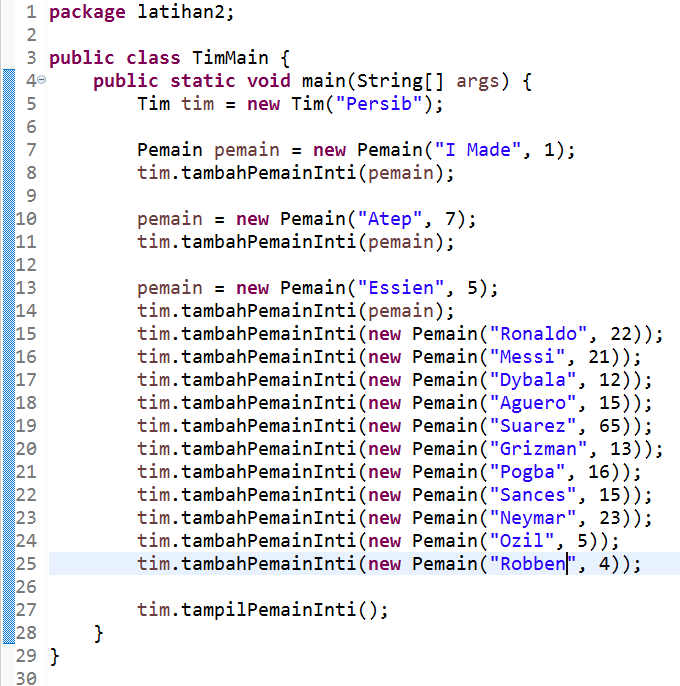 1 package latihan2;
2
3 public class TimMain {
4 public static void main(String[] args) {
5 Tim tim = new Tim("Persib");
6
7 Pemain pemain = new Pemain("I Made", 1);
8 tim.tambahPemainInti(pemain);
9
10 pemain = new Pemain("Atep", 7);
11 tim.tambahPemainInti(pemain);
12
13 pemain = new Pemain("Essien", 5);
14 tim.tambahPemainInti(pemain);
15 tim.tambahPemainInti(new Pemain("Ronaldo", 22));
16 tim.tambahPemainInti(new Pemain("Messi", 21));
17 tim.tambahPemainInti(new Pemain("Dybala", 12));
18 tim.tambahPemainInti(new Pemain("Aguero", 15));
19 tim.tambahPemainInti(new Pemain("Suarez", 65));
20 tim.tambahPemainInti(new Pemain("Grizman", 13));
21 tim.tambahPemainInti(new Pemain("Pogba", 16));
22 tim.tambahPemainInti(new Pemain("Sances", 15));
23 tim.tambahPemainInti(new Pemain("Neymar", 23));
24 tim.tambahPemainInti(new Pemain("Ozil", 5));
25 tim.tambahPemainInti(new Pemain("Robben", 4));
26
27 tim.tampilPemainInti();
28 }
29 }
30